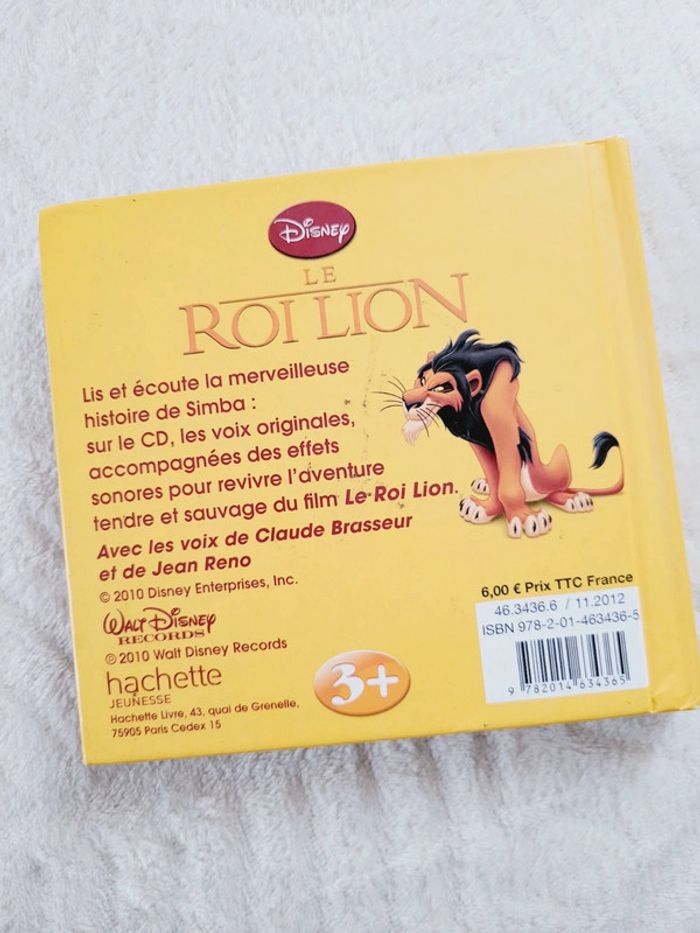 Disney
LE
ROI LION
Lis et écoute la merveilleuse
histoire de Simba :
sur le CD, les voix originales,
accompagnées des effets
sonores pour revivre l'aventure
tendre et sauvage du film Le Roi Lion.
Avec les voix de Claude Brasseur
et de Jean Reno
© 2010 Disney Enterprises, Inc.
WALT DISNEY
RECORDS
℗ 2010 Walt Disney Records
hachette
JEUNESSE
Hachette Livre, 43, quai de Grenelle,
75905 Paris Cedex 15
3+
6,00 € Prix TTC France
46.3436.6 / 11.2012
ISBN 978-2-01-463436-5
9 782014 634365